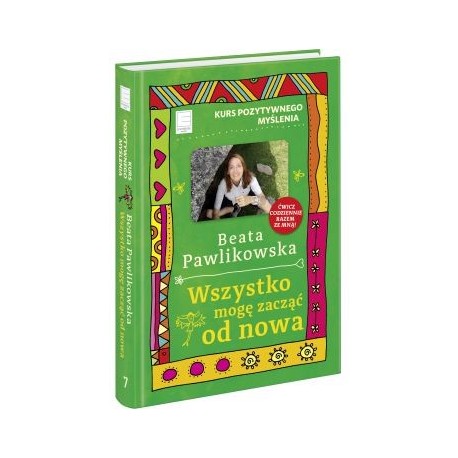 KURS POZYTYWNEGO
MYŚLENIA
ĆWICZ
CODZIENNIE
RAZEM
ZE MNĄ!
Beata
Pawlikowska
Wszystko
mogę zacząć
od nowa
KURS
POZYTYWNEGO
MYŚLENIA
Beata Pawlikowska
Wszystko mogę zacząć od nowa
7